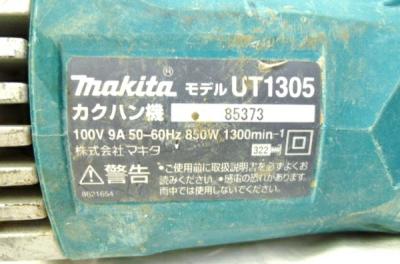 makita® モデル UT1305
カクハン機 85373
100V 9A 50-60Hz 850W 1300min-1
株式会社マキタ 322
⚠警告 ●ご使用前に取扱説明書を必ずよくお
読みください。●感電の恐れがあります。
8621654 雨中では使用しないでください。